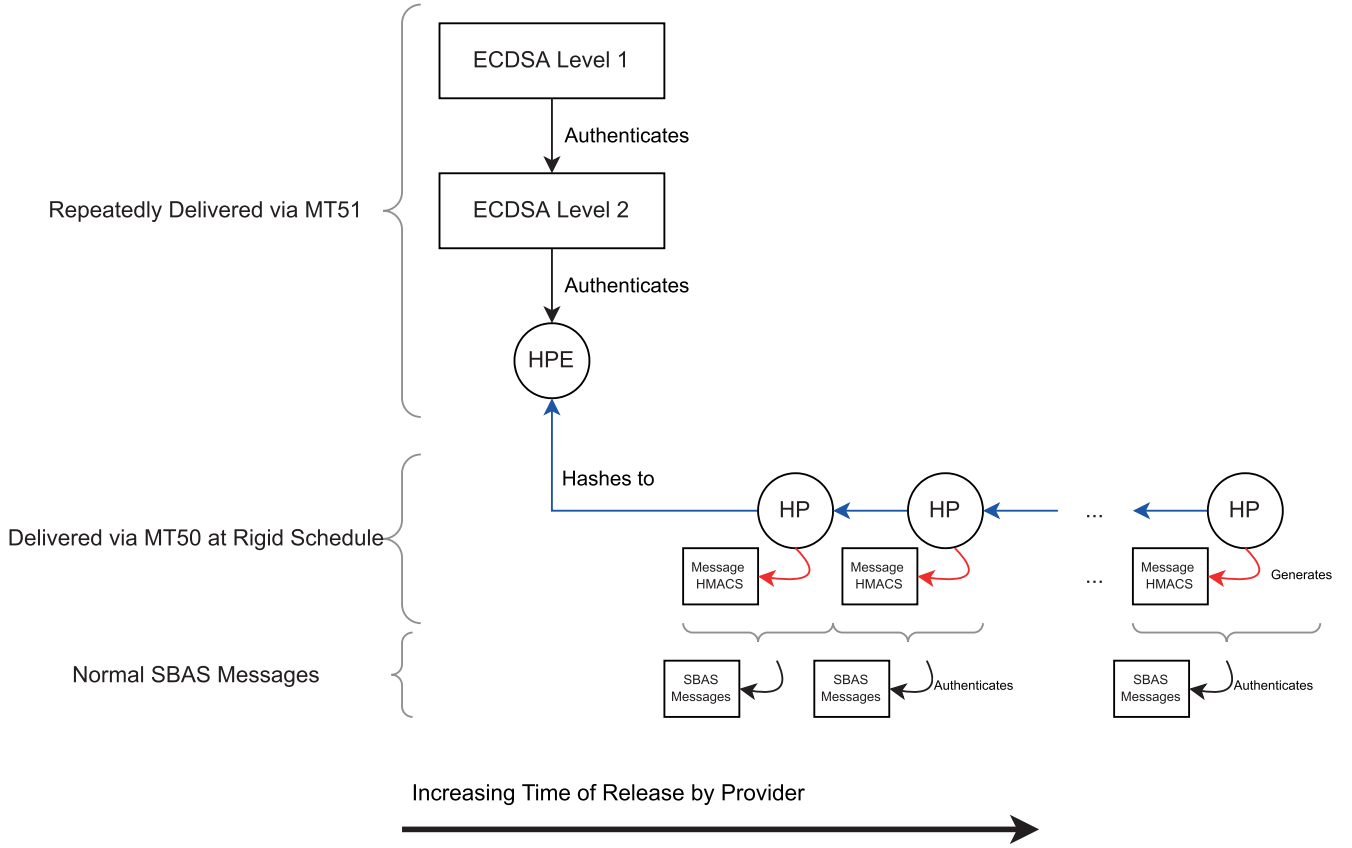 ECDSA Level 1
Authenticates
Repeatedly Delivered via MT51
ECDSA Level 2
Authenticates
HPE
Hashes to
HP
HP
...
HP
Delivered via MT50 at Rigid Schedule
Message
HMACS
Message
HMACS
...
Message
HMACS
Generates
Normal SBAS Messages
SBAS
Messages
SBAS
Messages
Authenticates
SBAS
Messages
Authenticates
Increasing Time of Release by Provider